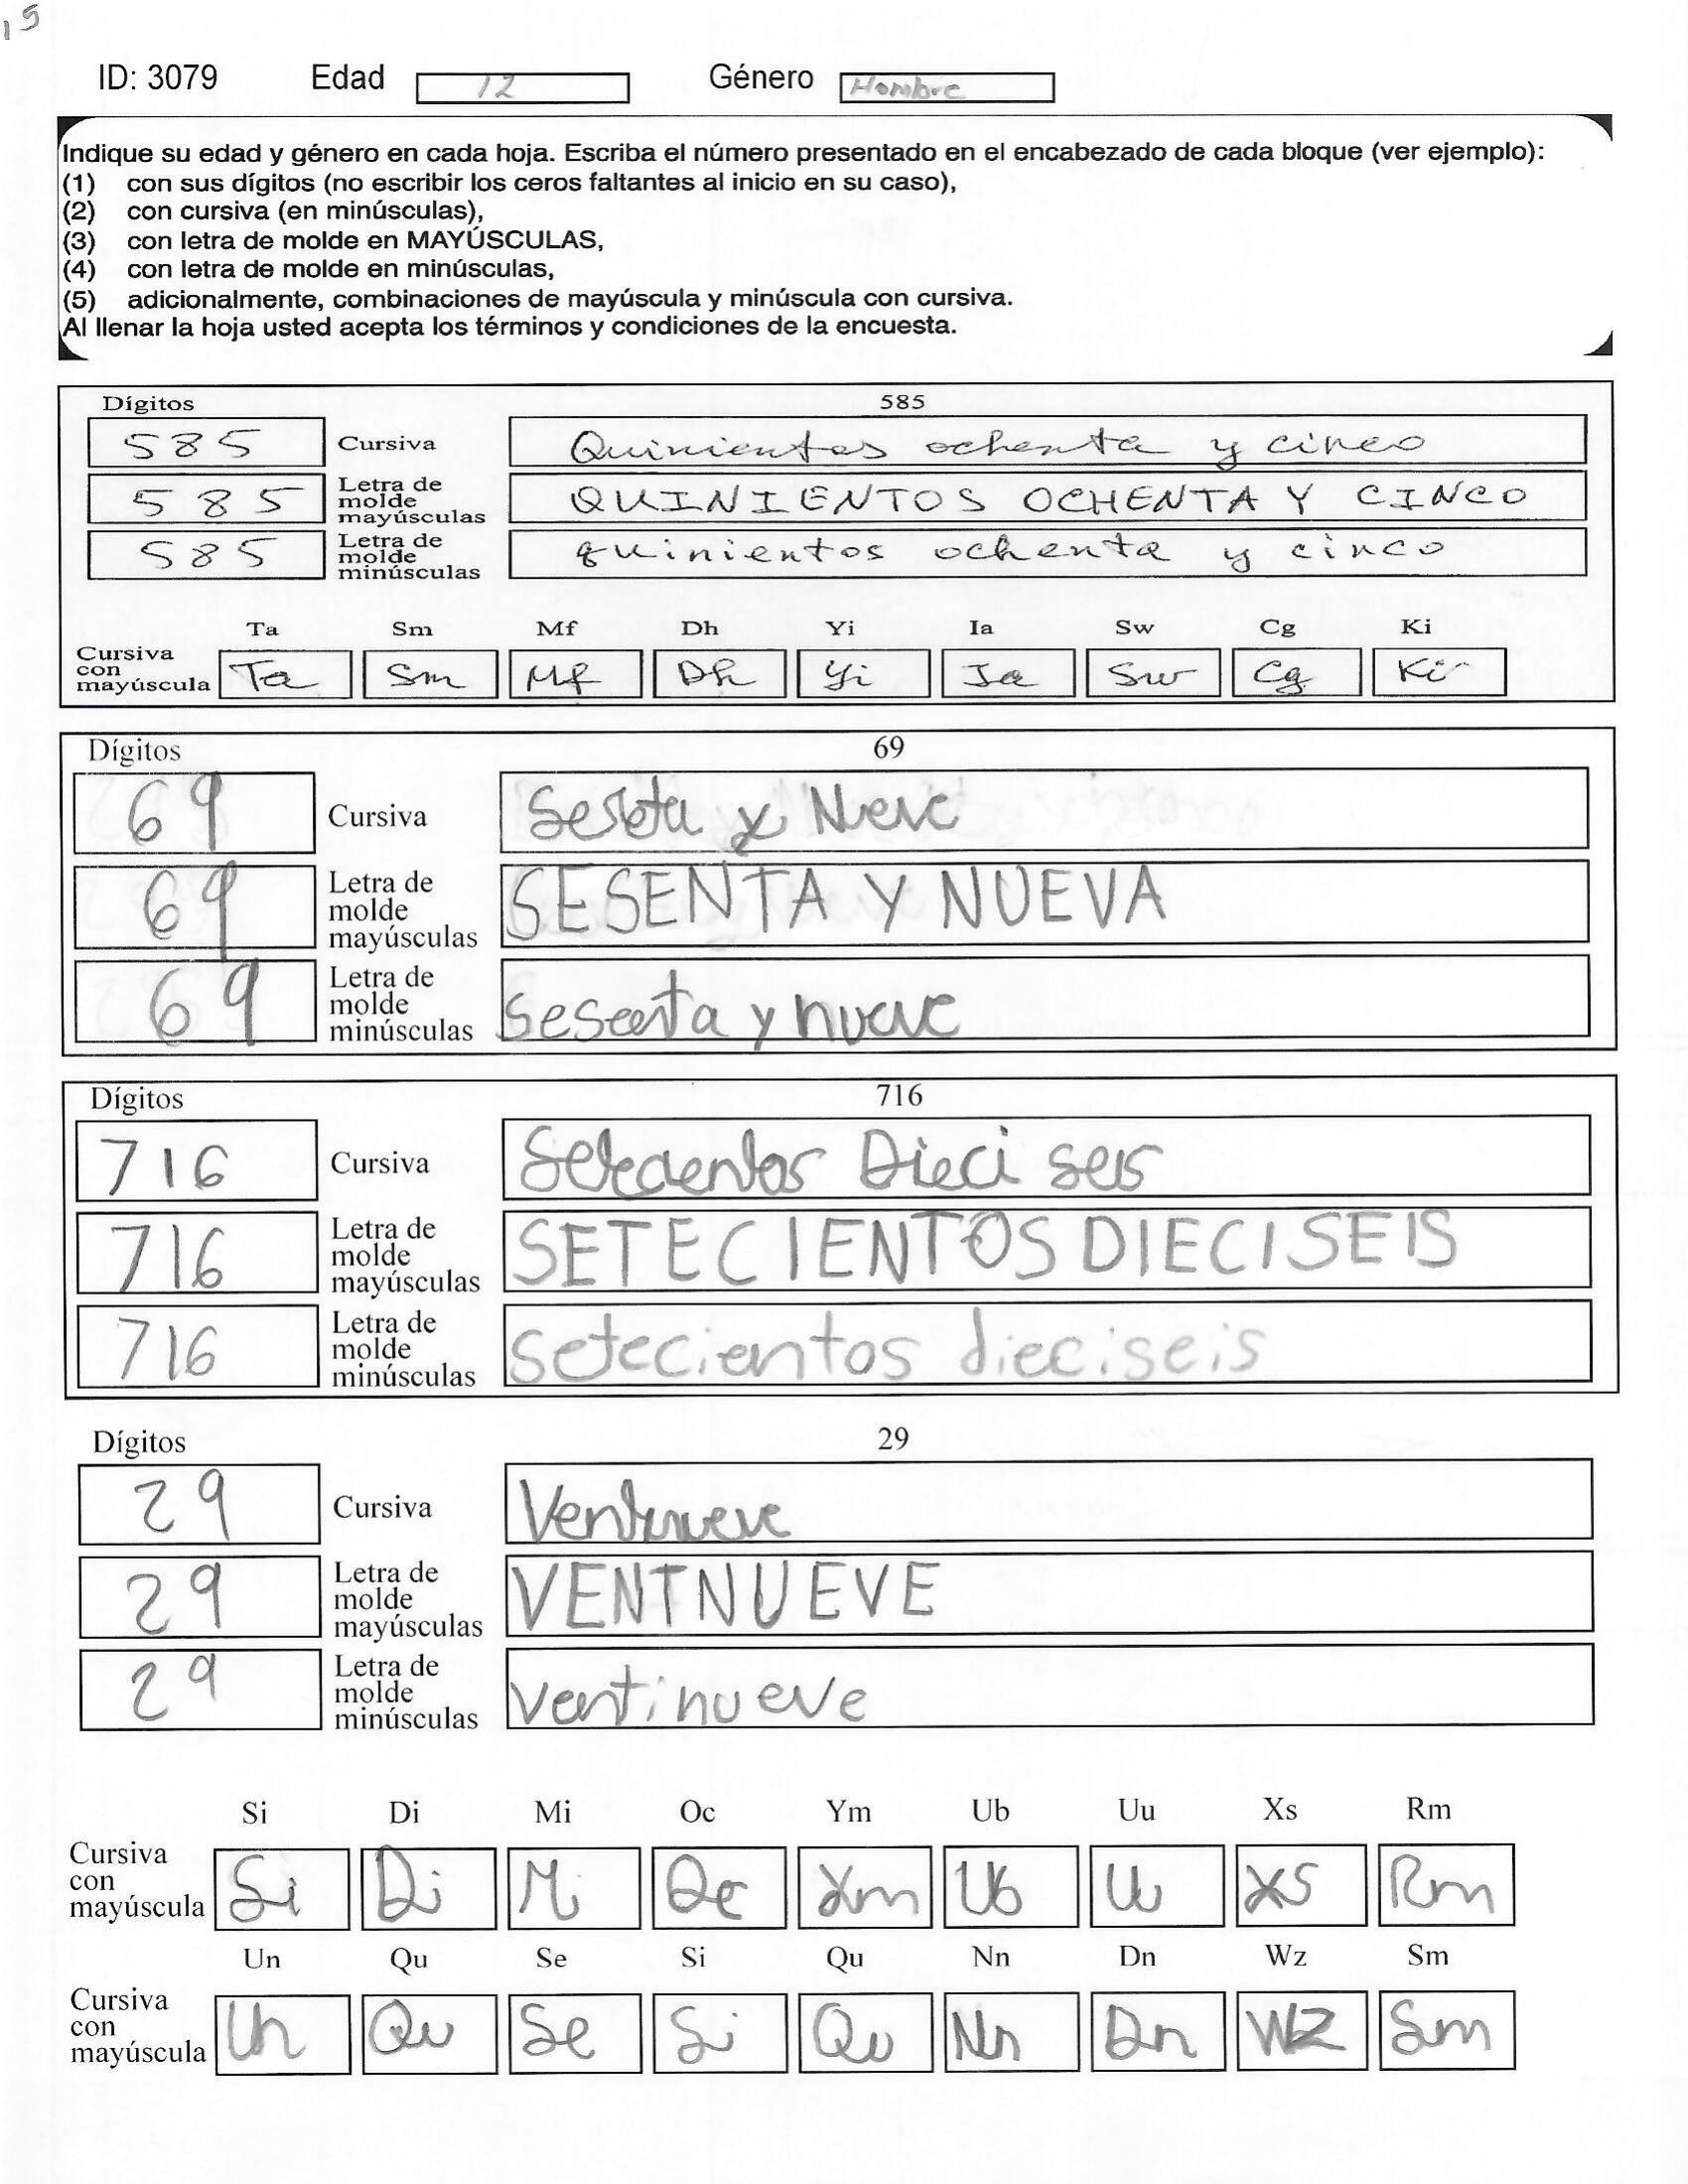 15
ID: 3079 Edad 12 Género Hombre
Indique su edad y género en cada hoja. Escriba el número presentado en el encabezado de cada bloque (ver ejemplo):
(1) con sus dígitos (no escribir los ceros faltantes al inicio en su caso),
(2) con cursiva (en minúsculas),
(3) con letra de molde en MAYÚSCULAS,
(4) con letra de molde en minúsculas,
(5) adicionalmente, combinaciones de mayúscula y minúscula con cursiva.
Al llenar la hoja usted acepta los términos y condiciones de la encuesta.
Dígitos 585
585 Cursiva Quinientos ochenta y cinco
585 Letra de molde mayúsculas QUINIENTOS OCHENTA Y CINCO
585 Letra de molde minúsculas quinientos ochenta y cinco
Ta Sm Mf Dh Yi Ia Sw Cg Ki
Cursiva con mayúscula Ta Sm Mf Dh Yi Ia Sw Cg Ki
Dígitos 69
69 Cursiva y
69 Letra de molde mayúsculas SESENTA Y NUEVA
69 Letra de molde minúsculas y nueve
Dígitos 716
716 Cursiva Setecientos Dieci seis
716 Letra de molde mayúsculas SETECIENTOS DIECISEIS
716 Letra de molde minúsculas setecientos dieciseis
Dígitos 29
29 Cursiva
29 Letra de molde mayúsculas VENTNUEVE
29 Letra de molde minúsculas ventinueve
Si Di Mi Oc Ym Ub Uu Xs Rm
Cursiva con mayúscula Si Di Mi Oc Ym Ub Uu Xs Rm
Un Qu Se Si Qu Nn Dn Wz Sm
Cursiva con mayúscula Un Qu Se Si Qu Nn Dn Wz Sm